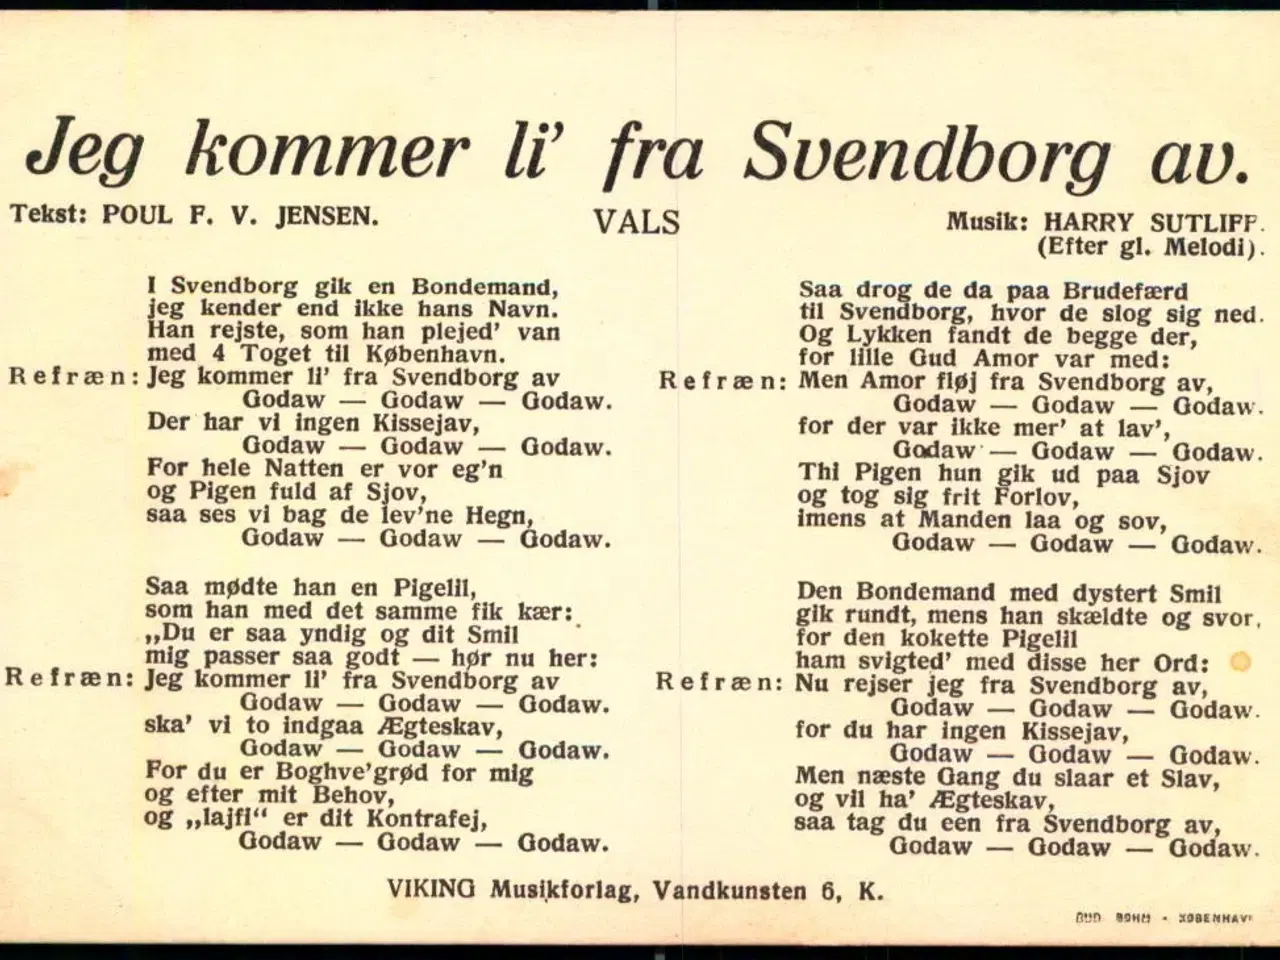 Jeg kommer li' fra Svendborg av.
Tekst: POUL F. V. JENSEN.
VALS
Musik: HARRY SUTLIFF.
(Efter gl. Melodi).
I Svendborg gik en Bondemand,
jeg kender end ikke hans Navn.
Han rejste, som han plejed' van
med 4 Toget til København.
Refræn: Jeg kommer li' fra Svendborg av
Godaw — Godaw — Godaw.
Der har vi ingen Kissejav,
Godaw — Godaw — Godaw.
For hele Natten er vor eg'n
og Pigen fuld af Sjov,
saa ses vi bag de lev'ne Hegn,
Godaw — Godaw — Godaw.
Saa mødte han en Pigelil,
som han med det samme fik kær:
„Du er saa yndig og dit Smil
mig passer saa godt — hør nu her:
Refræn: Jeg kommer li' fra Svendborg av
Godaw — Godaw — Godaw.
ska' vi to indgaa Ægteskav,
Godaw — Godaw — Godaw.
For du er Boghve'grød for mig
og efter mit Behov,
og „lajfi“ er dit Kontrafej,
Godaw — Godaw — Godaw.
Saa drog de da paa Brudefærd
til Svendborg, hvor de slog sig ned.
Og Lykken fandt de begge der,
for lille Gud Amor var med:
Refræn: Men Amor fløj fra Svendborg av,
Godaw — Godaw — Godaw.
for der var ikke mer' at lav',
Godaw — Godaw — Godaw.
Thi Pigen hun gik ud paa Sjov
og tog sig frit Forlov,
imens at Manden laa og sov,
Godaw — Godaw — Godaw.
Den Bondemand med dystert Smil
gik rundt, mens han skældte og svor,
for den kokette Pigelil
ham svigted' med disse her Ord:
Refræn: Nu rejser jeg fra Svendborg av,
Godaw — Godaw — Godaw.
for du har ingen Kissejav,
Godaw — Godaw — Godaw.
Men næste Gang du slaar et Slav,
og vil ha' Ægteskav,
saa tag du een fra Svendborg av,
Godaw — Godaw — Godaw.
VIKING Musikforlag, Vandkunsten 6, K.
BOHM • KØBENHAVN